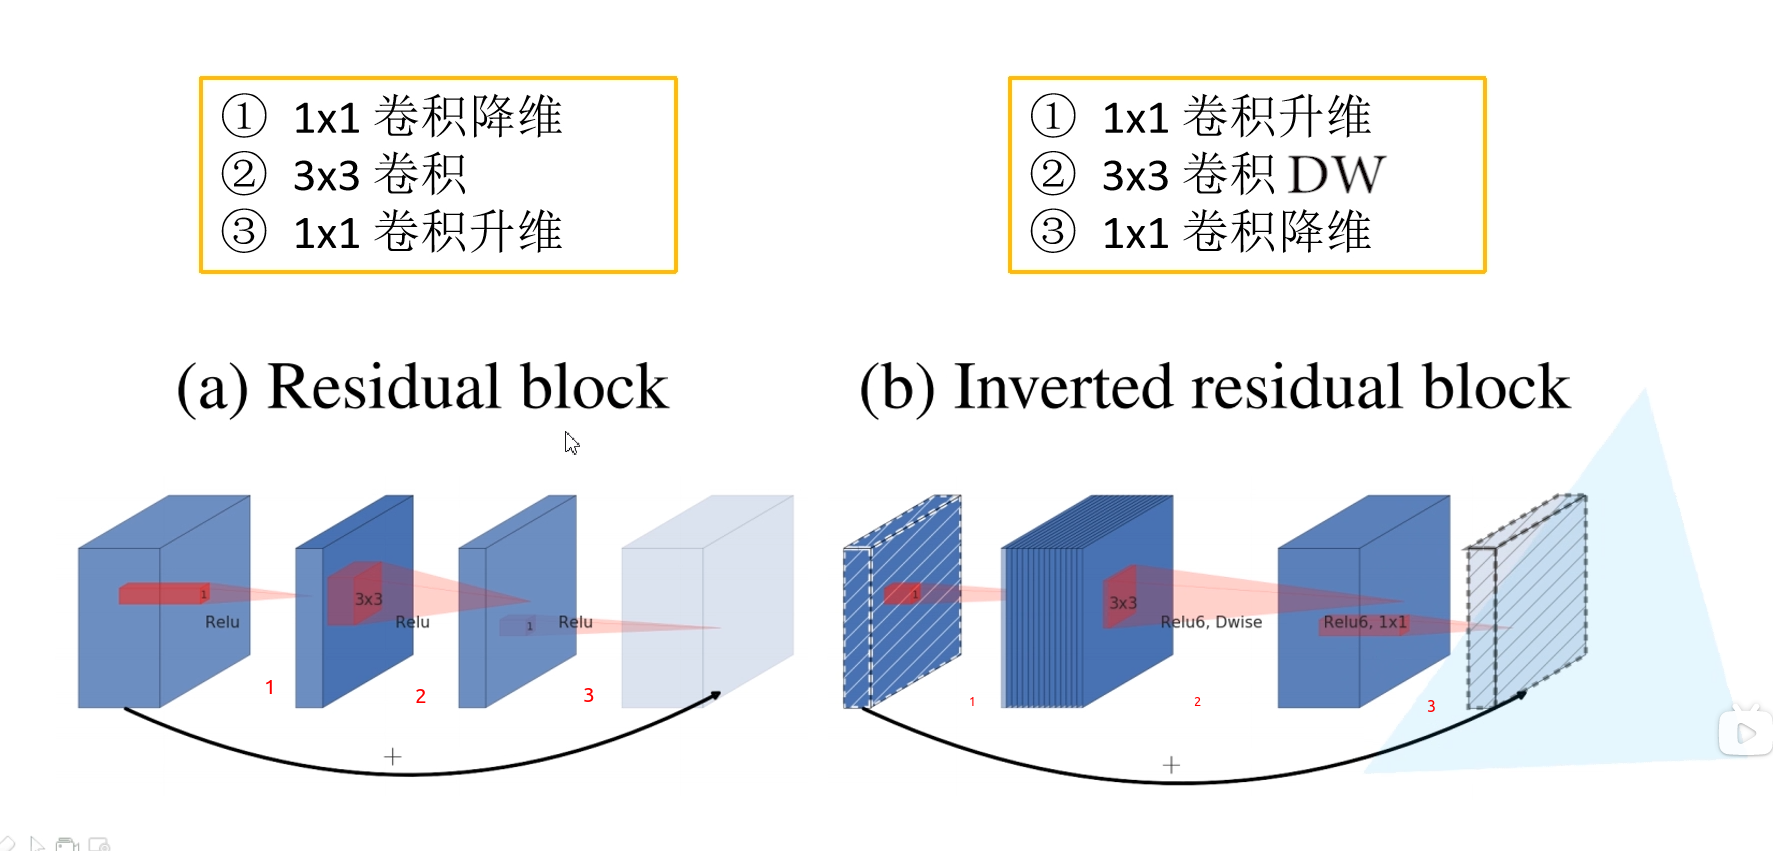 ① 1x1 卷积降维
② 3x3 卷积
③ 1x1 卷积升维
① 1x1 卷积升维
② 3x3 卷积 DW
③ 1x1 卷积降维
(a) Residual block
(b) Inverted residual block
1
Relu
3x3
Relu
1
Relu
1
2
3
+
1
3x3
Relu6, Dwise
Relu6, 1x1
1
2
3
+